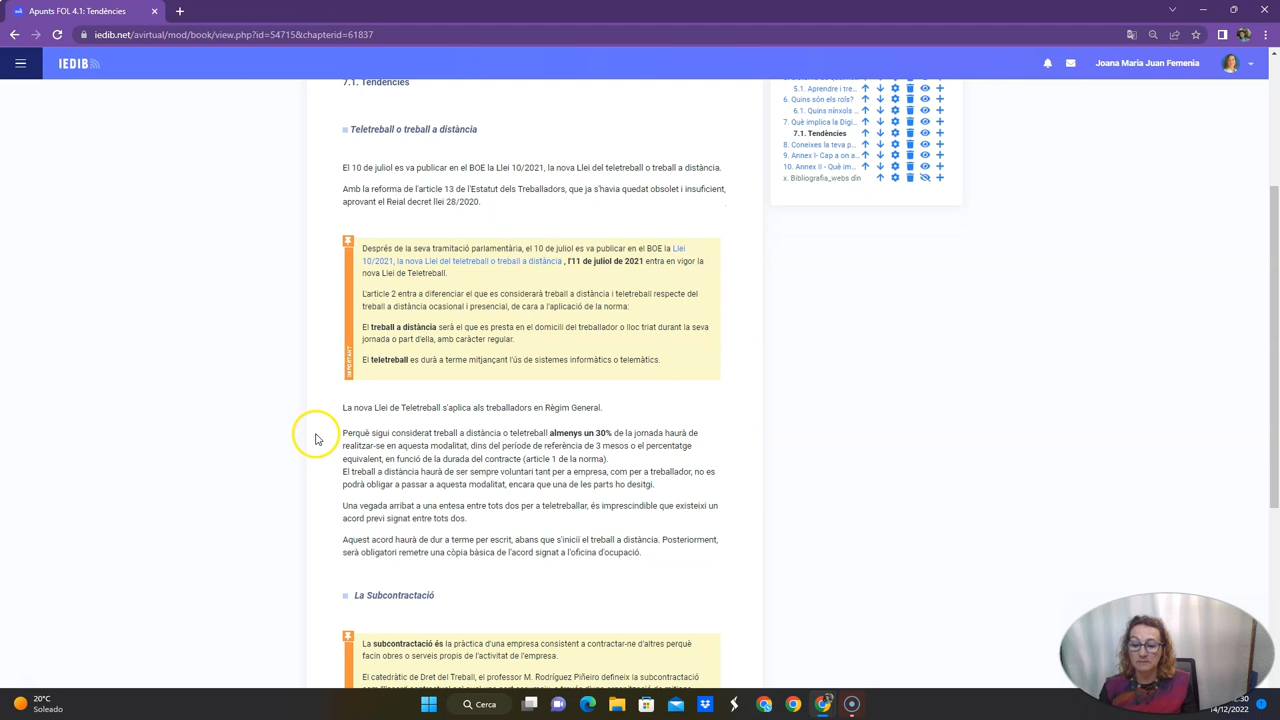 Apunts FOL: Tendències
iedib.net/avirtual/mod/book/view.php?id=54715&chapterid=61837
IEDIB
Joana Maria Juan Femenia
7.1. Tendències
5.1. Aprendre i tre...
6. Quins són els rols?
6.1. Quins nínxols ...
7. Què implica la Digi...
7.1. Tendències
8. Coneixes la teva p...
9. Annex I- Cap a on a...
10. Annex II - Què im...
x. Bibliografia_webs din
Teletreball o treball a distància
El 10 de juliol es va publicar en el BOE la Llei 10/2021, la nova Llei del teletreball o treball a distància.
Amb la reforma de l'article 13 de l'Estatut des Treballadors, que ja s'havia quedat obsolet i insuficient,
aprovant el Reial decret llei 28/2020.
Després de la seva tramitació parlamentària, el 10 de juliol es va publicar en el BOE la Llei
10/2021, la nova Llei del teletreball o treball a distància , l'11 de juliol de 2021 entra en vigor la
nova Llei de Teletreball.
L'article 2 entra a diferenciar el que es considerarà treball a distància i teletreball respecte del
treball a distància ocasional i presencial, de cara a l'aplicació de la norma:
El treball a distància serà el que es presta en el domicili del treballador o lloc triat durant la seva
jornada o part d'ella, amb caràcter regular.
El teletreball es durà a terme mitjançant l'ús de sistemes informàtics o telemàtics.
IMPORTANT
La nova Llei de Teletreball s'aplica als treballadors en Règim General.
Perquè sigui considerat treball a distància o teletreball almenys un 30% de la jornada haurà de
realitzar-se en aquesta modalitat, dins del període de referència de 3 mesos o el percentatge
equivalent, en funció de la durada del contracte (article 1 de la norma).
El treball a distància haurà de ser sempre voluntari tant per a empresa, com per a treballador, no es
podrà obligar a passar a aquesta modalitat, encara que una de les parts ho desitgi.
Una vegada arribat a una entesa entre tots dos per a teletreballar, és imprescindible que existeixi un
acord previ signat entre tots dos.
Aquest acord haurà de dur a terme per escrit, abans que s'iniciï el treball a distància. Posteriorment,
serà obligatori remetre una còpia bàsica de l'acord signat a l'oficina d'ocupació.
La Subcontractació
La subcontractació és la pràctica d'una empresa consistent a contractar-ne d'altres perquè
facin obres o serveis propis de l'activitat de l'empresa.
El catedràtic de Dret del Treball, el professor M. Rodríguez Piñeiro defineix la subcontractació
20°C
Soleado
Cerca
14/12/2022